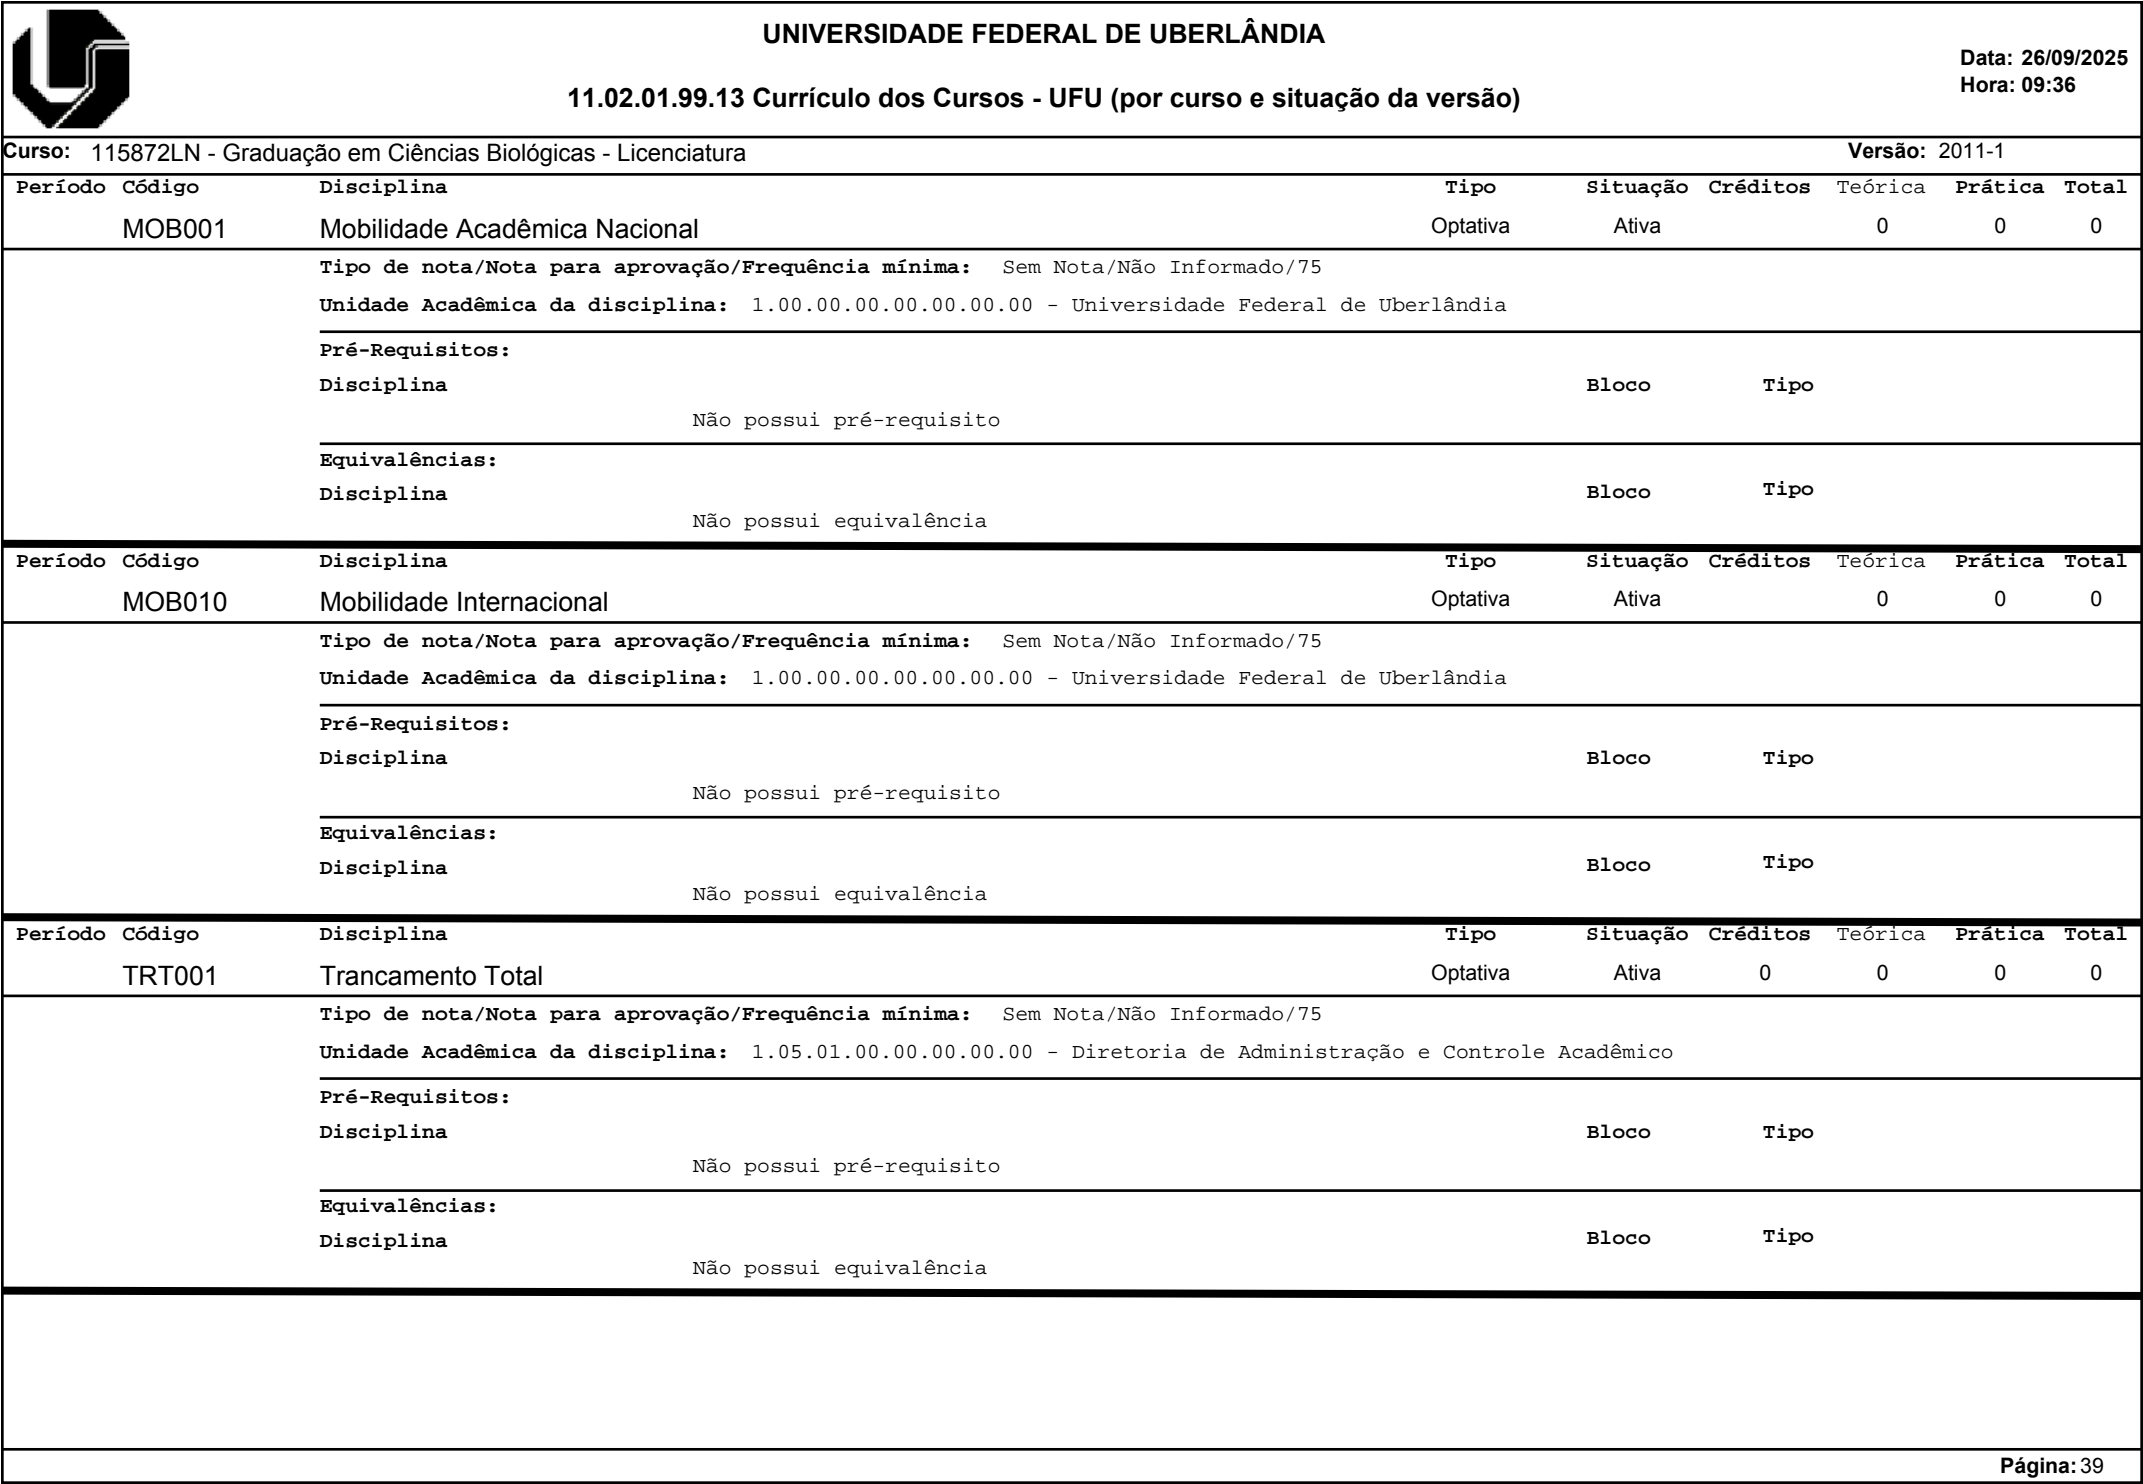 UNIVERSIDADE FEDERAL DE UBERLÂNDIA
Data: 26/09/2025
11.02.01.99.13 Currículo dos Cursos - UFU (por curso e situação da versão)
Hora: 09:36
Curso: 115872LN - Graduação em Ciências Biológicas - Licenciatura Versão: 2011-1
Período Código Disciplina Tipo Situação Créditos Teórica Prática Total
MOB001 Mobilidade Acadêmica Nacional Optativa Ativa 0 0 0
Tipo de nota/Nota para aprovação/Frequência mínima: Sem Nota/Não Informado/75
Unidade Acadêmica da disciplina: 1.00.00.00.00.00.00.00 - Universidade Federal de Uberlândia
Pré-Requisitos:
Disciplina Bloco Tipo
Não possui pré-requisito
Equivalências:
Disciplina Bloco Tipo
Não possui equivalência
Período Código Disciplina Tipo Situação Créditos Teórica Prática Total
MOB010 Mobilidade Internacional Optativa Ativa 0 0 0
Tipo de nota/Nota para aprovação/Frequência mínima: Sem Nota/Não Informado/75
Unidade Acadêmica da disciplina: 1.00.00.00.00.00.00.00 - Universidade Federal de Uberlândia
Pré-Requisitos:
Disciplina Bloco Tipo
Não possui pré-requisito
Equivalências:
Disciplina Bloco Tipo
Não possui equivalência
Período Código Disciplina Tipo Situação Créditos Teórica Prática Total
TRT001 Trancamento Total Optativa Ativa 0 0 0 0
Tipo de nota/Nota para aprovação/Frequência mínima: Sem Nota/Não Informado/75
Unidade Acadêmica da disciplina: 1.05.01.00.00.00.00.00 - Diretoria de Administração e Controle Acadêmico
Pré-Requisitos:
Disciplina Bloco Tipo
Não possui pré-requisito
Equivalências:
Disciplina Bloco Tipo
Não possui equivalência
Página: 39